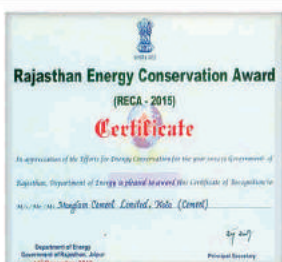 Rajasthan Energy Conservation Award
(RECA - 2015)
Certificate
In appreciation of the Efforts for Energy Conservation for the year Government of
Rajasthan, Department of Energy is pleased to award this Certificate of Recognition to
Manglam Cement Limited, Kota (Cement)
Department of Energy
Government of Rajasthan, Jaipur
Principal Secretary